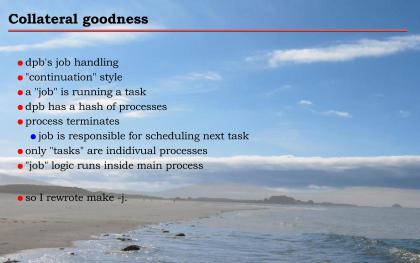 Collateral goodness
dpb's job handling
"continuation" style
a "job" is running a task
dpb has a hash of processes
process terminates
job is responsible for scheduling next task
only "tasks" are indidivual processes
"job" logic runs inside main process
so I rewrote make -j.